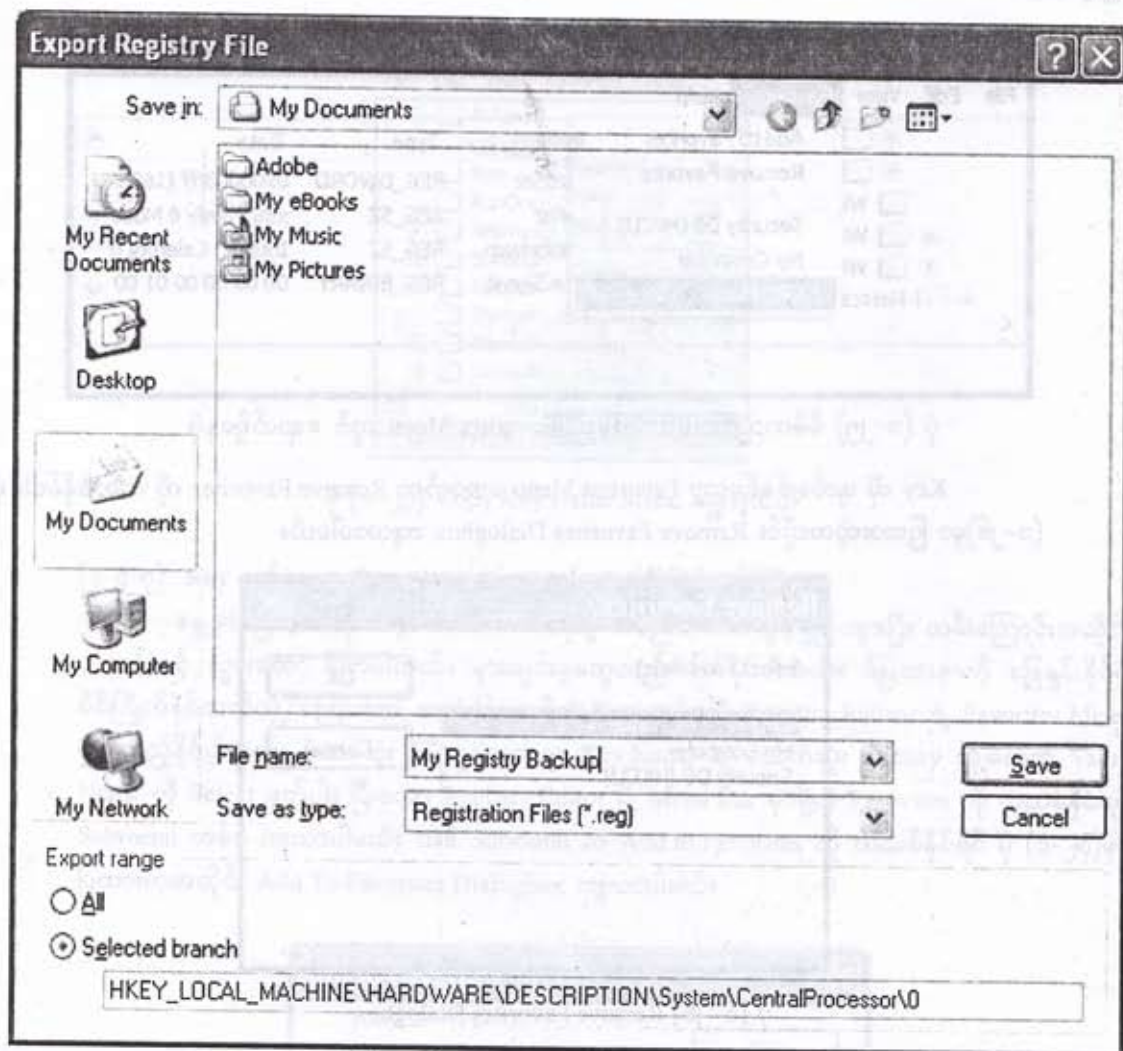 Export Registry File
Save in: My Documents
Adobe
My eBooks
My Music
My Pictures
My Recent Documents
Desktop
My Documents
My Computer
My Network
File name: My Registry Backup Save
Save as type: Registration Files (*.reg) Cancel
Export range
All
Selected branch
HKEY_LOCAL_MACHINE\HARDWARE\DESCRIPTION\System\CentralProcessor\0